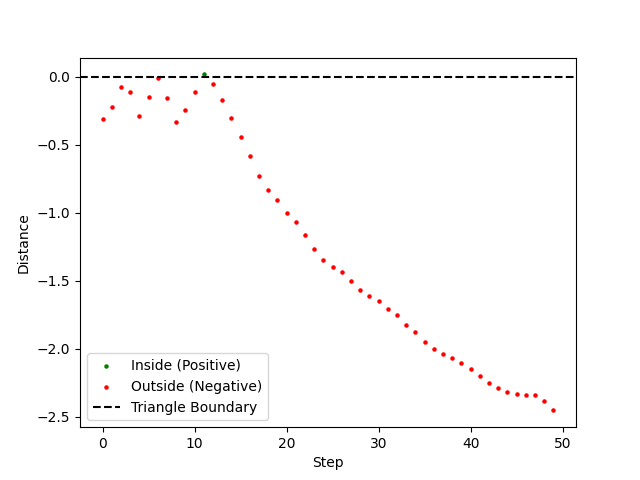 0.0
−0.5
−1.0
−1.5
−2.0
−2.5
Distance
Inside (Positive)
Outside (Negative)
Triangle Boundary
0 10 20 30 40 50
Step